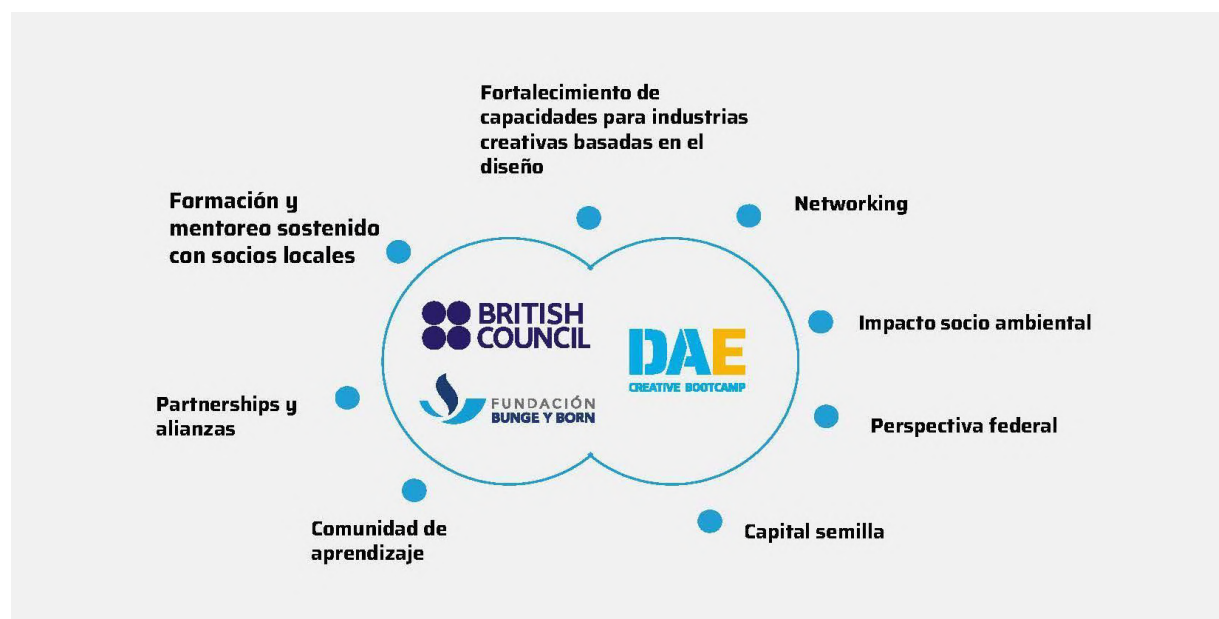 Fortalecimiento de
capacidades para industrias
creativas basadas en el
diseño
Formación y
mentoreo sostenido
con socios locales
Networking
BRITISH
COUNCIL
DAE
CREATIVE BOOTCAMP
Impacto socio ambiental
FUNDACIÓN
BUNGE Y BORN
Partnerships y
alianzas
Perspectiva federal
Comunidad de
aprendizaje
Capital semilla